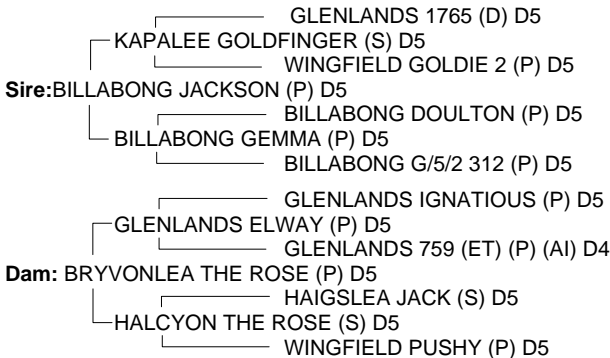 GLENLANDS 1765 (D) D5
KAPALEE GOLDFINGER (S) D5
WINGFIELD GOLDIE 2 (P) D5
Sire:BILLABONG JACKSON (P) D5
BILLABONG DOULTON (P) D5
BILLABONG GEMMA (P) D5
BILLABONG G/5/2 312 (P) D5
GLENLANDS IGNATIOUS (P) D5
GLENLANDS ELWAY (P) D5
GLENLANDS 759 (ET) (P) (AI) D4
Dam: BRYVONLEA THE ROSE (P) D5
HAIGSLEA JACK (S) D5
HALCYON THE ROSE (S) D5
WINGFIELD PUSHY (P) D5